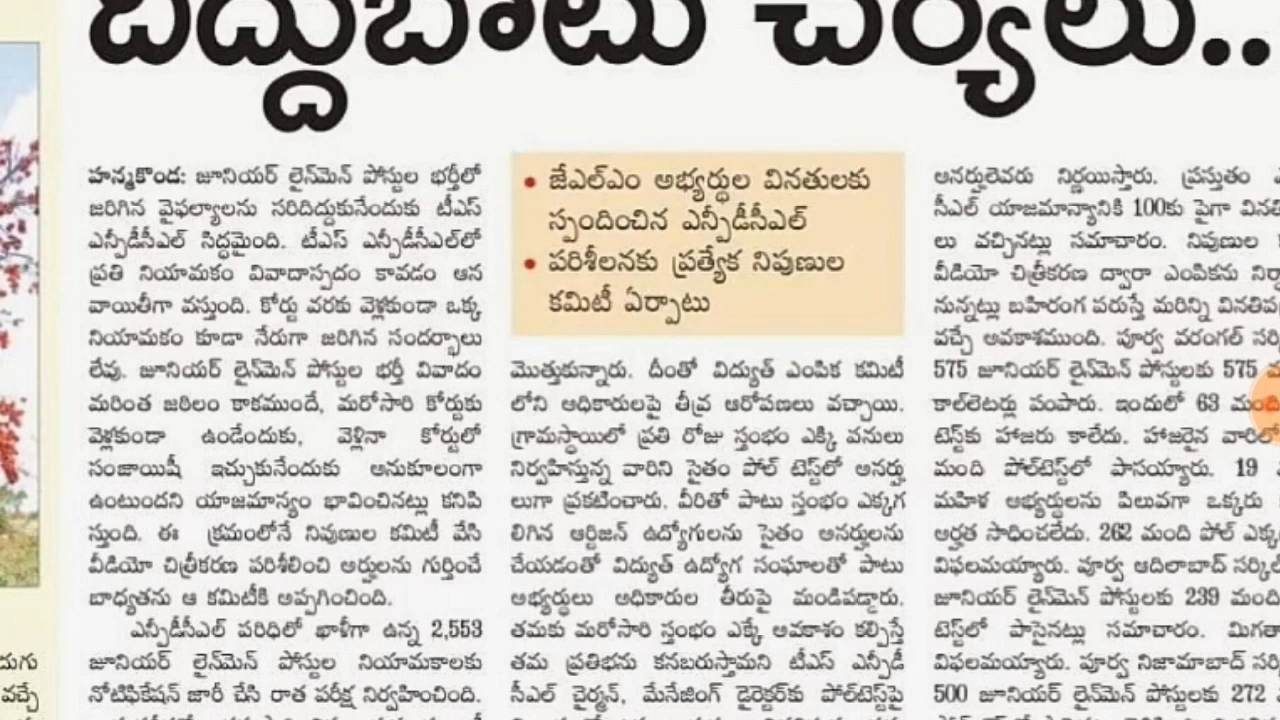 దిద్దుబాటు చర్యలు..
హన్మకొండ: జూనియర్ లైన్‌మెన్ పోస్టుల భర్తీలో
జరిగిన వైఫల్యాలను సరిదిద్దుకునేందుకు టీఎస్
ఎన్పీడీసీఎల్ సిద్ధమైంది. టీఎస్ ఎన్పీడీసీఎల్‌లో
ప్రతి నియామకం వివాదాస్పదం కావడం ఆన
వాయితీగా వస్తుంది. కోర్టు వరకు వెళ్లకుండా ఒక్క
నియామకం కూడా నేరుగా జరిగిన సందర్భాలు
లేవు. జూనియర్ లైన్‌మెన్ పోస్టుల భర్తీ వివాదం
మరింత జఠిలం కాకముందే, మరోసారి కోర్టుకు
వెళ్లకుండా ఉండేందుకు, వెళ్లినా కోర్టులో
సంజాయిషీ ఇచ్చుకునేందుకు అనుకూలంగా
ఉంటుందని యాజమాన్యం భావించినట్లు కనిపి
స్తుంది. ఈ క్రమంలోనే నిపుణుల కమిటీ వేసి
వీడియో చిత్రీకరణ పరిశీలించి అర్హులను గుర్తించే
బాధ్యతను ఆ కమిటీకి అప్పగించింది.
ఎన్పీడీసీఎల్ పరిధిలో ఖాళీగా ఉన్న 2,553
జూనియర్ లైన్‌మెన్ పోస్టుల నియామకాలకు
నోటిఫికేషన్ జారీ చేసి రాత పరీక్ష నిర్వహించింది.
• జేఎల్ఎం అభ్యర్థుల వినతులకు
స్పందించిన ఎన్పీడీసీఎల్
• పరిశీలనకు ప్రత్యేక నిపుణుల
కమిటీ ఏర్పాటు
మొత్తుకున్నారు. దీంతో విద్యుత్ ఎంపిక కమిటీ
లోని ఆధికారులపై తీవ్ర ఆరోపణలు వచ్చాయి.
గ్రామస్థాయిలో ప్రతి రోజు స్తంభం ఎక్కి వనులు
నిర్వహిస్తున్న వారిని సైతం పోల్ టెస్ట్‌లో అనర్హు
లుగా ప్రకటించారు. వీరితో పాటు స్తంభం ఎక్కగ
లిగిన ఆర్టిజన్ ఉద్యోగులను సైతం అనర్హులను
చేయడంతో విద్యుత్ ఉద్యోగ సంఘాలతో పాటు
అభ్యర్థులు అధికారుల తీరుపై మండిపడ్డారు.
తమకు మరోసారి స్తంభం ఎక్కే అవకాశం కల్పిస్తే
తమ ప్రతిభను కనబరుస్తామని టీఎస్ ఎన్పీడీ
సీఎల్ చైర్మన్, మేనేజింగ్ డైరెక్టర్‌కు పోల్‌టెస్ట్‌పై
అనర్హులెవరు నిర్ణయిస్తారు. ప్రస్తుతం
సీఎల్ యాజమాన్యానికి 100కు పైగా
లు వచ్చినట్లు సమాచారం. నిపుణుల
వీడియో చిత్రీకరణ ద్వారా ఎంపికను
నున్నట్లు బహిరంగ పరుస్తే మరిన్ని
వచ్చే అవకాశముంది. పూర్వ వరంగల్
575 జూనియర్ లైన్‌మెన్ పోస్టులకు 575
కాల్‌లెటర్లు పంపారు. ఇందులో 63 మంది
టెస్ట్‌కు హాజరు కాలేదు. హాజరైన వారిలో
మంది పోల్‌టెస్ట్‌లో పాసయ్యారు. 19
మహిళ అభ్యర్థులను పిలువగా ఒక్కరు
అర్హత సాధించలేదు. 262 మంది పోల్
విఫలమయ్యారు. పూర్వ ఆదిలాబాద్
జూనియర్ లైన్‌మెన్ పోస్టులకు 239
టెస్ట్‌లో పాసైనట్లు సమాచారం.
విఫలమయ్యారు. పూర్వ నిజామాబాద్
500 జూనియర్ లైన్‌మెన్ పోస్టులకు 272
వచ్చే